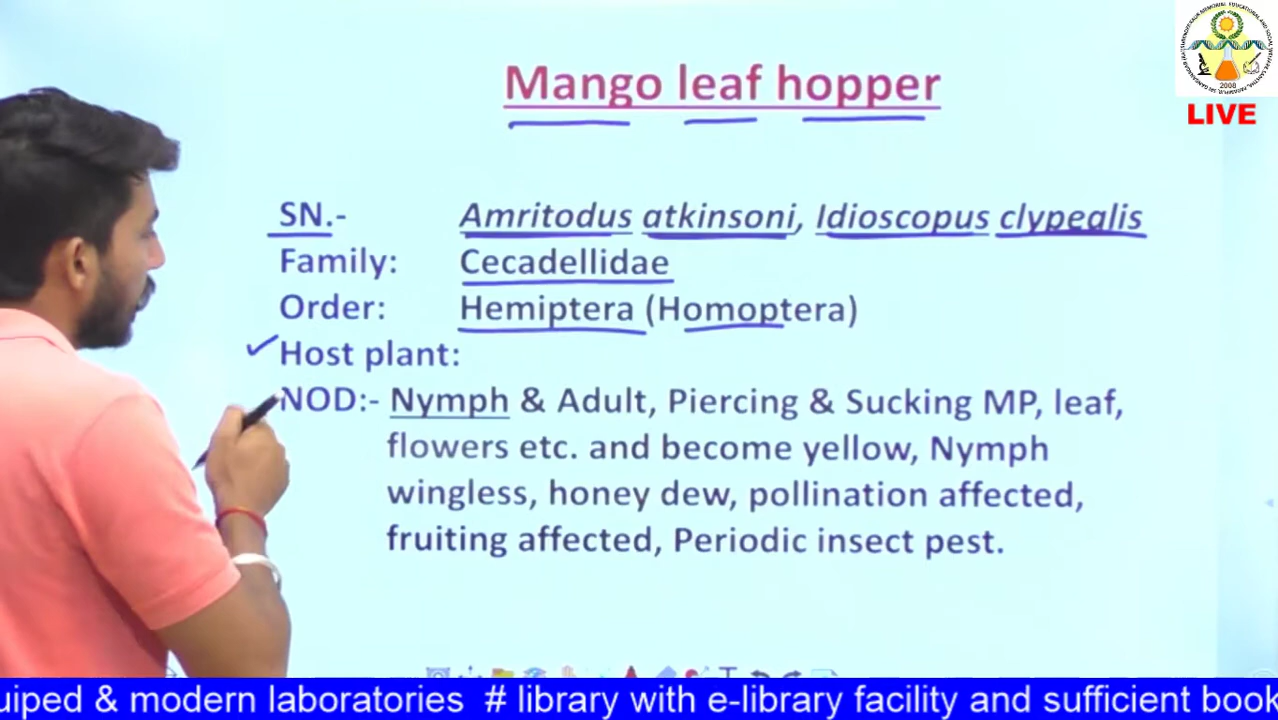 Mango leaf hopper
LIVE
2008
SN.- Amritodus atkinsoni, Idioscopus clypealis
Family: Cecadellidae
Order: Hemiptera (Homoptera)
Host plant:
NOD:- Nymph & Adult, Piercing & Sucking MP, leaf,
flowers etc. and become yellow, Nymph
wingless, honey dew, pollination affected,
fruiting affected, Periodic insect pest.
uiped & modern laboratories # library with e-library facility and sufficient book